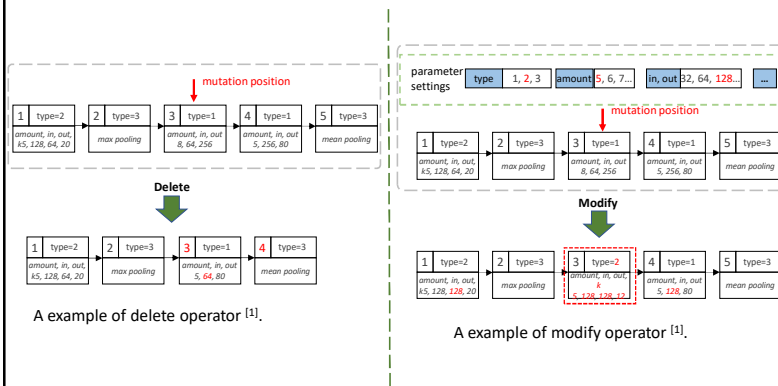 mutation position
1 type=2
amount, in, out,
k5, 128, 64, 20
2 type=3
max pooling
3 type=1
amount, in, out
8, 64, 256
4 type=1
amount, in, out
5, 256, 80
5 type=3
mean pooling
Delete
1 type=2
amount, in, out,
k5, 128, 64, 20
2 type=3
max pooling
3 type=1
amount, in, out
5, 64, 80
4 type=3
mean pooling
A example of delete operator [1].
parameter
settings
type 1, 2, 3
amount 5, 6, 7...
in, out 32, 64, 128...
...
mutation position
1 type=2
amount, in, out,
k5, 128, 64, 20
2 type=3
max pooling
3 type=1
amount, in, out
8, 64, 256
4 type=1
amount, in, out
5, 256, 80
5 type=3
mean pooling
Modify
1 type=2
amount, in, out,
k5, 128, 128, 20
2 type=3
max pooling
3 type=2
amount, in, out,
k
5, 128, 128, 12
4 type=1
amount, in, out
5, 128, 80
5 type=3
mean pooling
A example of modify operator [1].